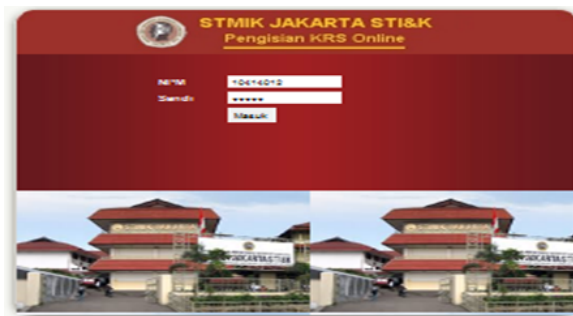 STMIK JAKARTA STI&K
Pengisian KRS Online
NPM
Sandi
*****
Masuk